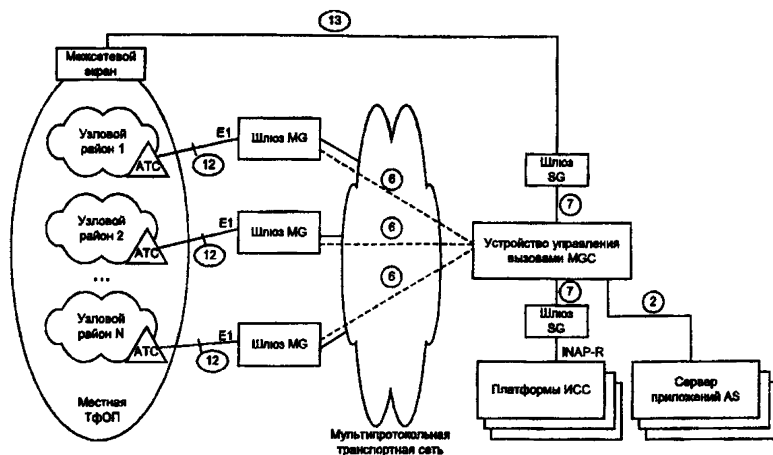 13
Межсетевой
экран
Узловой
район 1
АТС
12
E1
Шлюз MG
6
Шлюз
SG
7
Узловой
район 2
АТС
12
E1
Шлюз MG
6
Устройство управления
вызовами MGC
...
6
7
2
Узловой
район N
АТС
12
E1
Шлюз MG
Шлюз
SG
INAP-R
Местная
ТфОП
Платформы ИСС
Сервер
приложений AS
Мультипротокольная
транспортная сеть